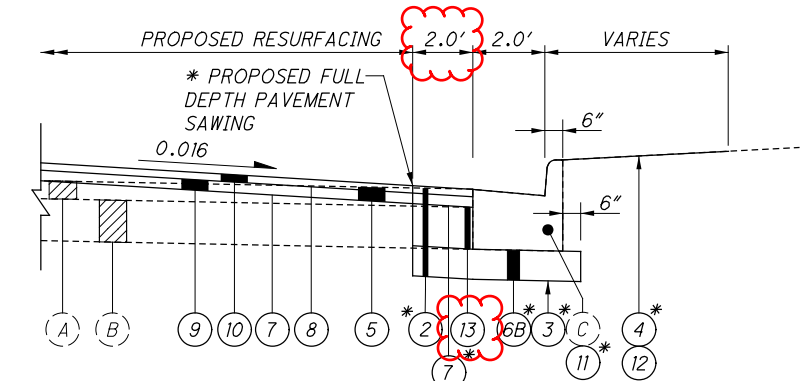 PROPOSED RESURFACING 2.0' 2.0' VARIES
* PROPOSED FULL
DEPTH PAVEMENT
SAWING
6"
0.016
6"
A B 9 10 7 8 5 * 2 13 6B * 3 * C 4 *
7 * 11 * 12